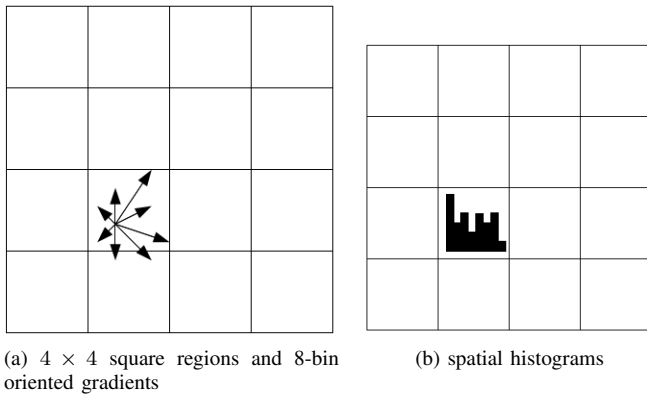 (a) 4 × 4 square regions and 8-bin
oriented gradients
(b) spatial histograms